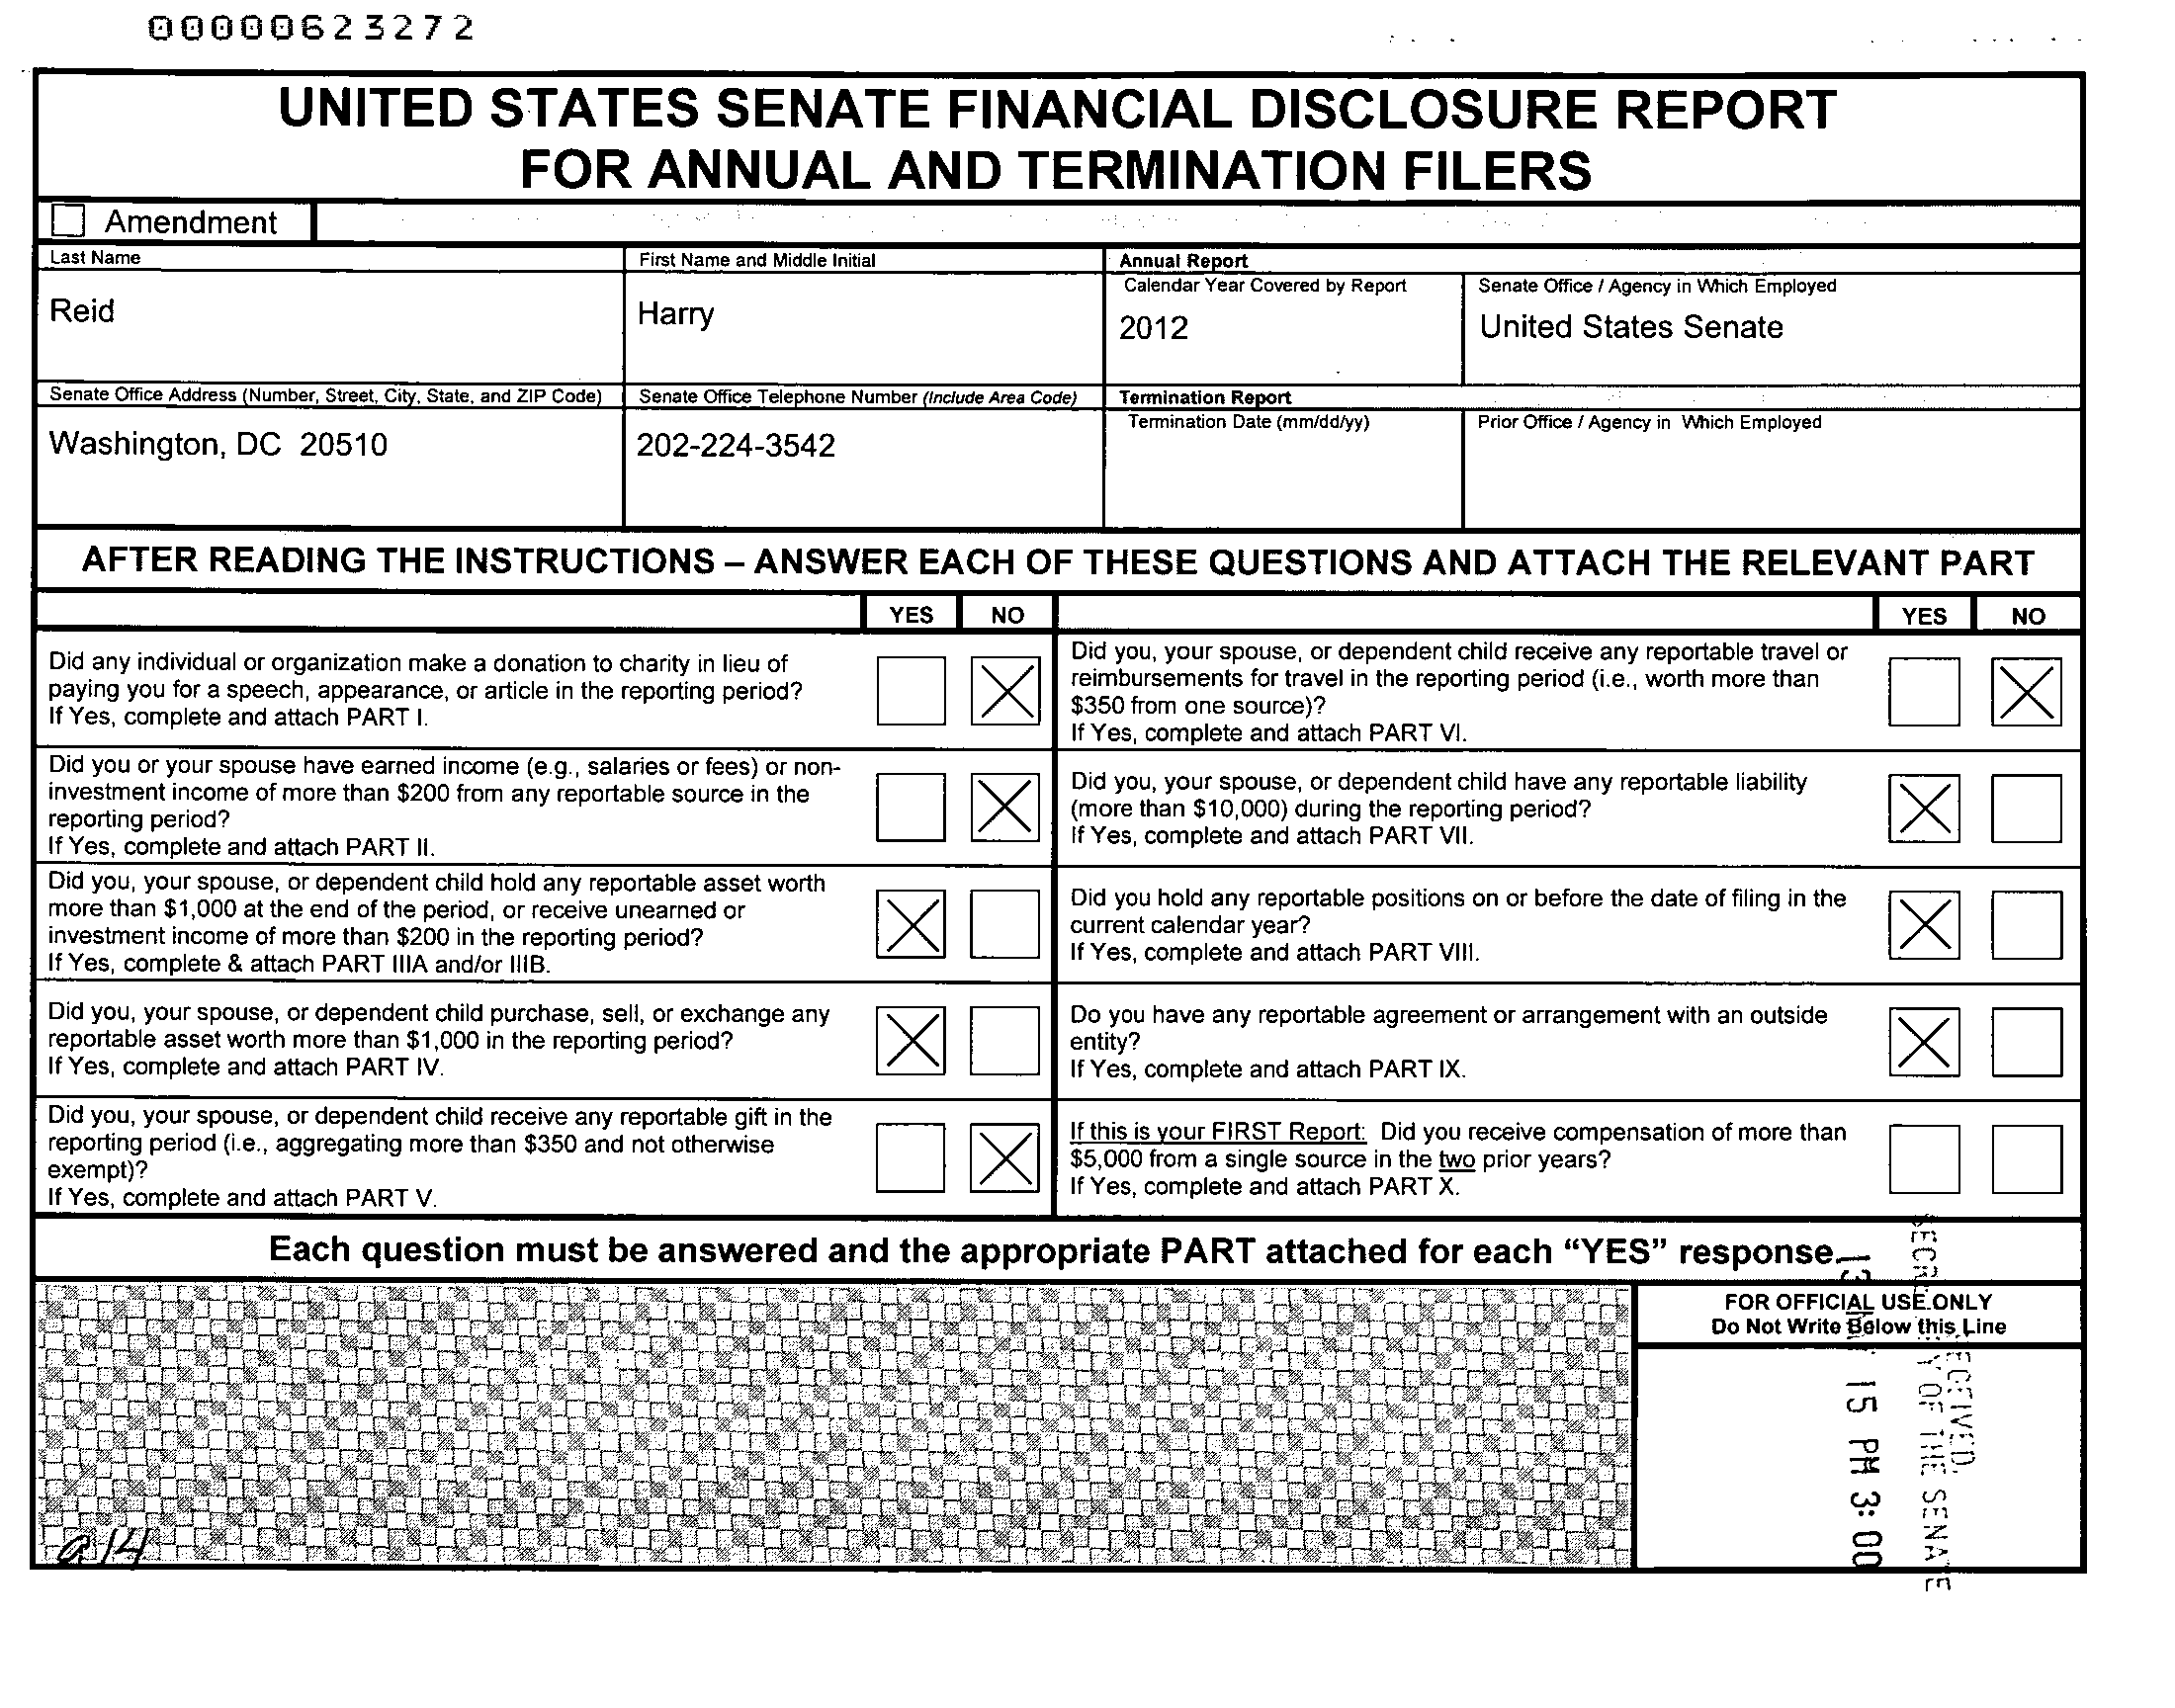 00000623272
UNITED STATES SENATE FINANCIAL DISCLOSURE REPORT
FOR ANNUAL AND TERMINATION FILERS
Amendment
Last Name
Reid
First Name and Middle Initial
Harry
Annual Report
Calendar Year Covered by Report
2012
Senate Office / Agency in Which Employed
United States Senate
Senate Office Address (Number, Street, City, State, and ZIP Code)
Washington, DC 20510
Senate Office Telephone Number (Include Area Code)
202-224-3542
Termination Report
Termination Date (mm/dd/yy)
Prior Office / Agency in Which Employed
AFTER READING THE INSTRUCTIONS – ANSWER EACH OF THESE QUESTIONS AND ATTACH THE RELEVANT PART
YES NO
Did any individual or organization make a donation to charity in lieu of
paying you for a speech, appearance, or article in the reporting period?
If Yes, complete and attach PART I.
Did you or your spouse have earned income (e.g., salaries or fees) or non-
investment income of more than $200 from any reportable source in the
reporting period?
If Yes, complete and attach PART II.
Did you, your spouse, or dependent child hold any reportable asset worth
more than $1,000 at the end of the period, or receive unearned or
investment income of more than $200 in the reporting period?
If Yes, complete & attach PART IIIA and/or IIIB.
Did you, your spouse, or dependent child purchase, sell, or exchange any
reportable asset worth more than $1,000 in the reporting period?
If Yes, complete and attach PART IV.
Did you, your spouse, or dependent child receive any reportable gift in the
reporting period (i.e., aggregating more than $350 and not otherwise
exempt)?
If Yes, complete and attach PART V.
YES NO
Did you, your spouse, or dependent child receive any reportable travel or
reimbursements for travel in the reporting period (i.e., worth more than
$350 from one source)?
If Yes, complete and attach PART VI.
Did you, your spouse, or dependent child have any reportable liability
(more than $10,000) during the reporting period?
If Yes, complete and attach PART VII.
Did you hold any reportable positions on or before the date of filing in the
current calendar year?
If Yes, complete and attach PART VIII.
Do you have any reportable agreement or arrangement with an outside
entity?
If Yes, complete and attach PART IX.
If this is your FIRST Report: Did you receive compensation of more than
$5,000 from a single source in the two prior years?
If Yes, complete and attach PART X.
Each question must be answered and the appropriate PART attached for each “YES” response.
FOR OFFICIAL USE ONLY
Do Not Write Below this Line
OF THE SENATE
15 PM 3: 00